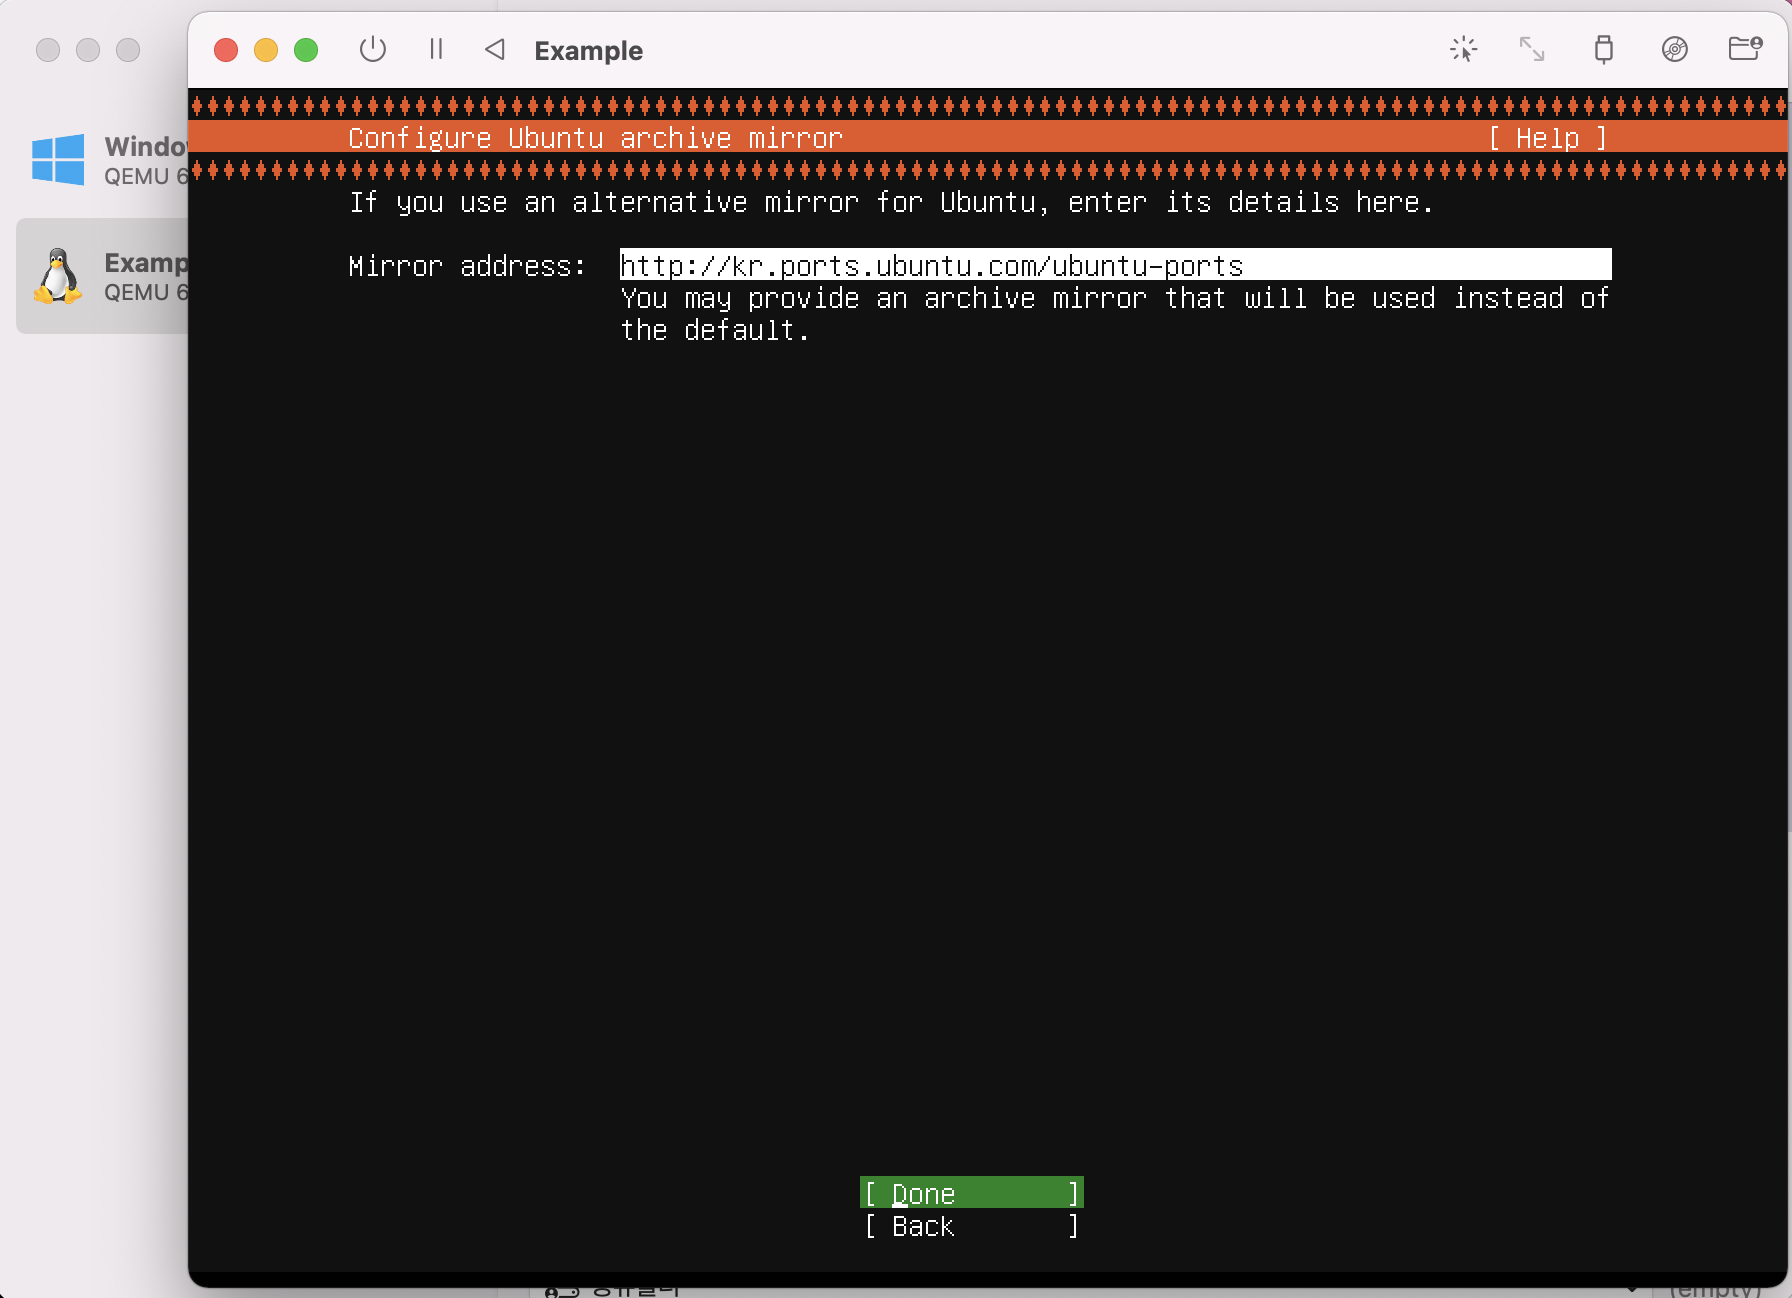 Example
Windo
QEMU 6
Examp
QEMU 6
Configure Ubuntu archive mirror [ Help ]
If you use an alternative mirror for Ubuntu, enter its details here.
Mirror address: http://kr.ports.ubuntu.com/ubuntu-ports
You may provide an archive mirror that will be used instead of
the default.
[ Done ]
[ Back ]
(empty)